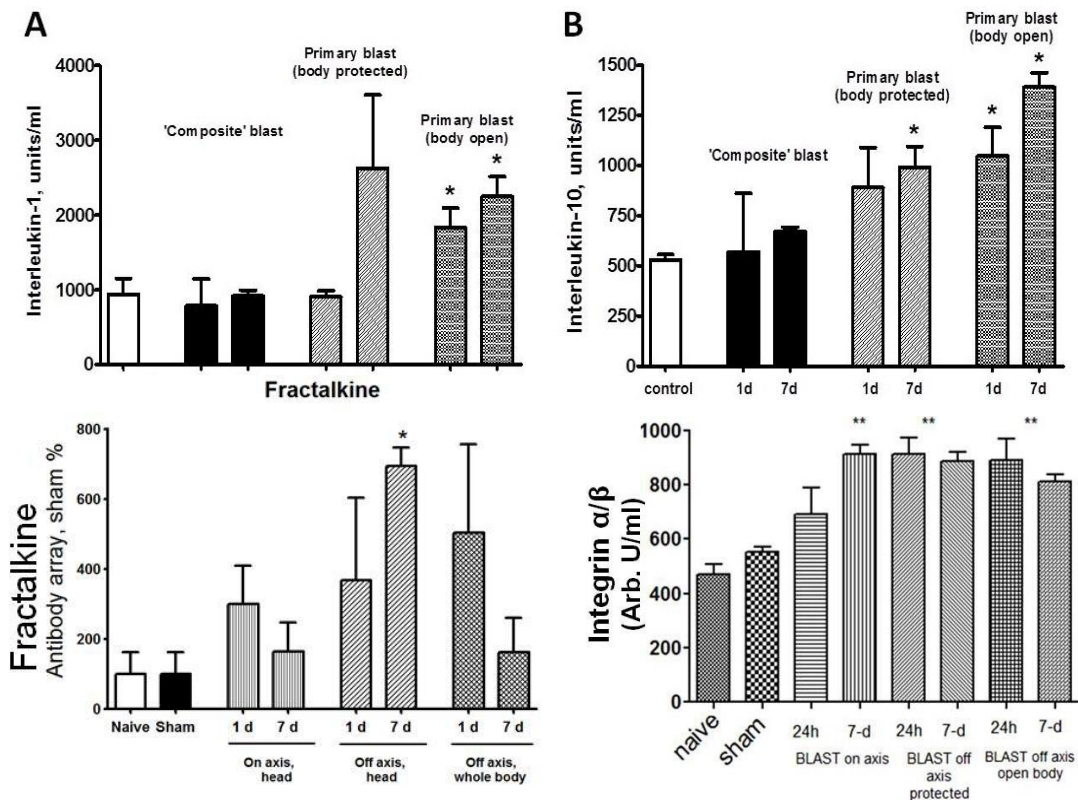 A
4000
3000
2000
1000
0
Interleukin-1, units/ml
'Composite' blast
Primary blast
(body protected)
Primary blast
(body open)
*
*
B
1500
1250
1000
750
500
250
0
Interleukin-10, units/ml
'Composite' blast
Primary blast
(body protected)
*
Primary blast
(body open)
*
*
control
1d
7d
1d
7d
1d
7d
Fractalkine
800
600
400
200
0
Fractalkine
Antibody array, sham %
*
Naive
Sham
1 d
7 d
1 d
7 d
1 d
7 d
On axis,
head
Off axis,
head
Off axis,
whole body
1000
800
600
400
200
0
Integrin α/β
(Arb. U/ml)
**
**
**
naive
sham
24h
7-d
24h
7-d
24h
7-d
BLAST on axis
BLAST off
axis
protected
BLAST off axis
open body